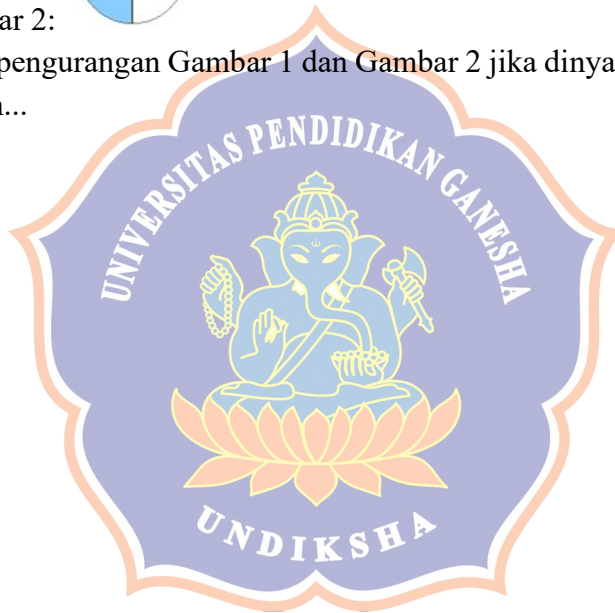 ar 2:
pengurangan Gambar 1 dan Gambar 2 jika dinya
...
UNIVERSITAS PENDIDIKAN GANESHA
UNDIKSHA